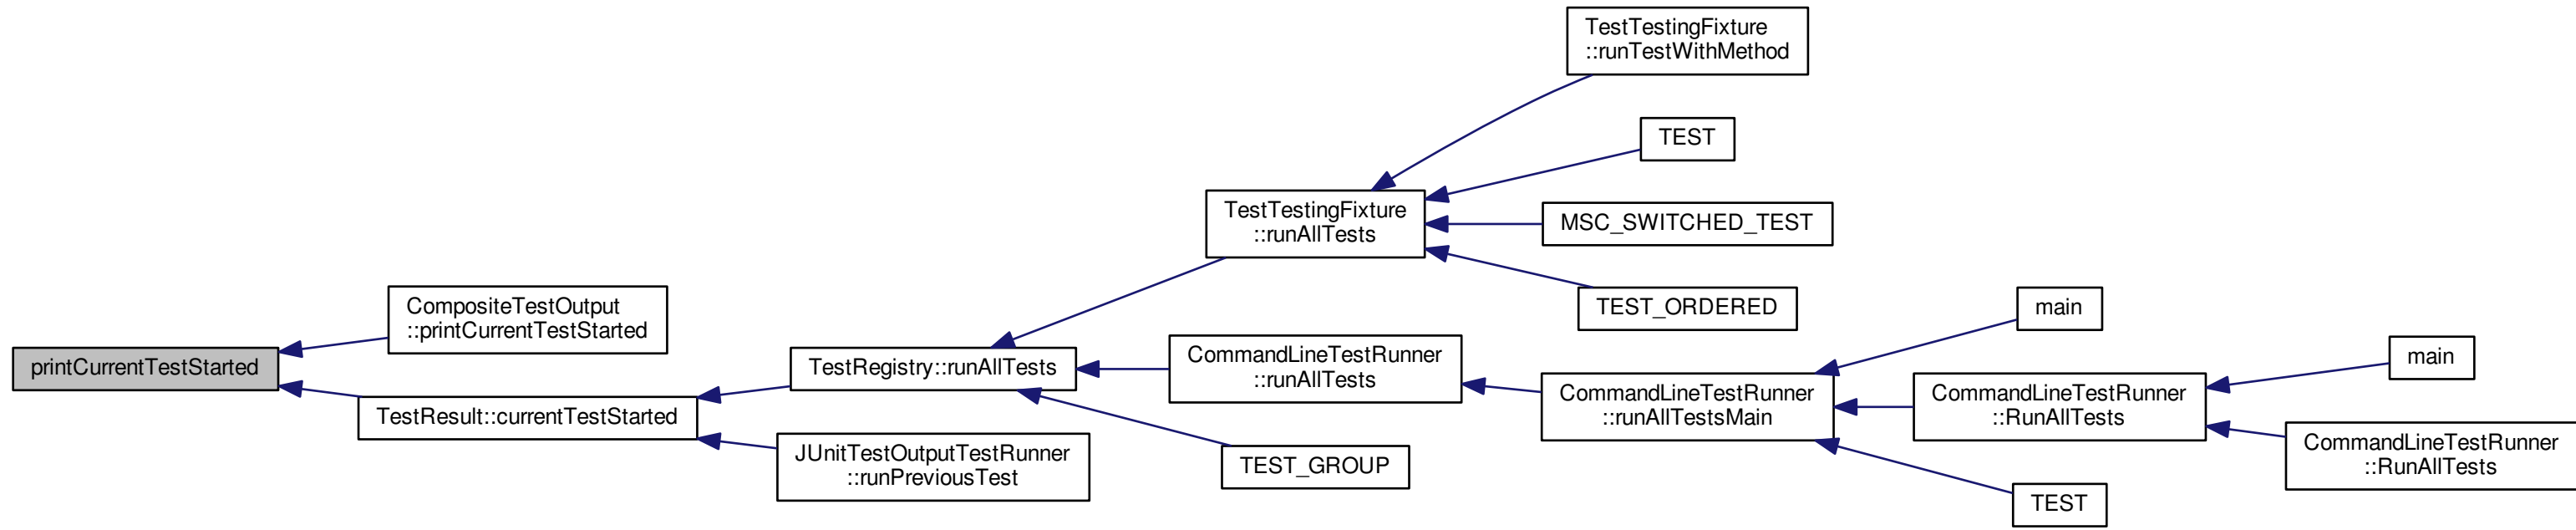 printCurrentTestStarted
CompositeTestOutput
::printCurrentTestStarted
TestResult::currentTestStarted
TestRegistry::runAllTests
JUnitTestOutputTestRunner
::runPreviousTest
TestTestingFixture
::runAllTests
CommandLineTestRunner
::runAllTests
TEST_GROUP
TestTestingFixture
::runTestWithMethod
TEST
MSC_SWITCHED_TEST
TEST_ORDERED
CommandLineTestRunner
::runAllTestsMain
main
CommandLineTestRunner
::RunAllTests
TEST
main
CommandLineTestRunner
::RunAllTests